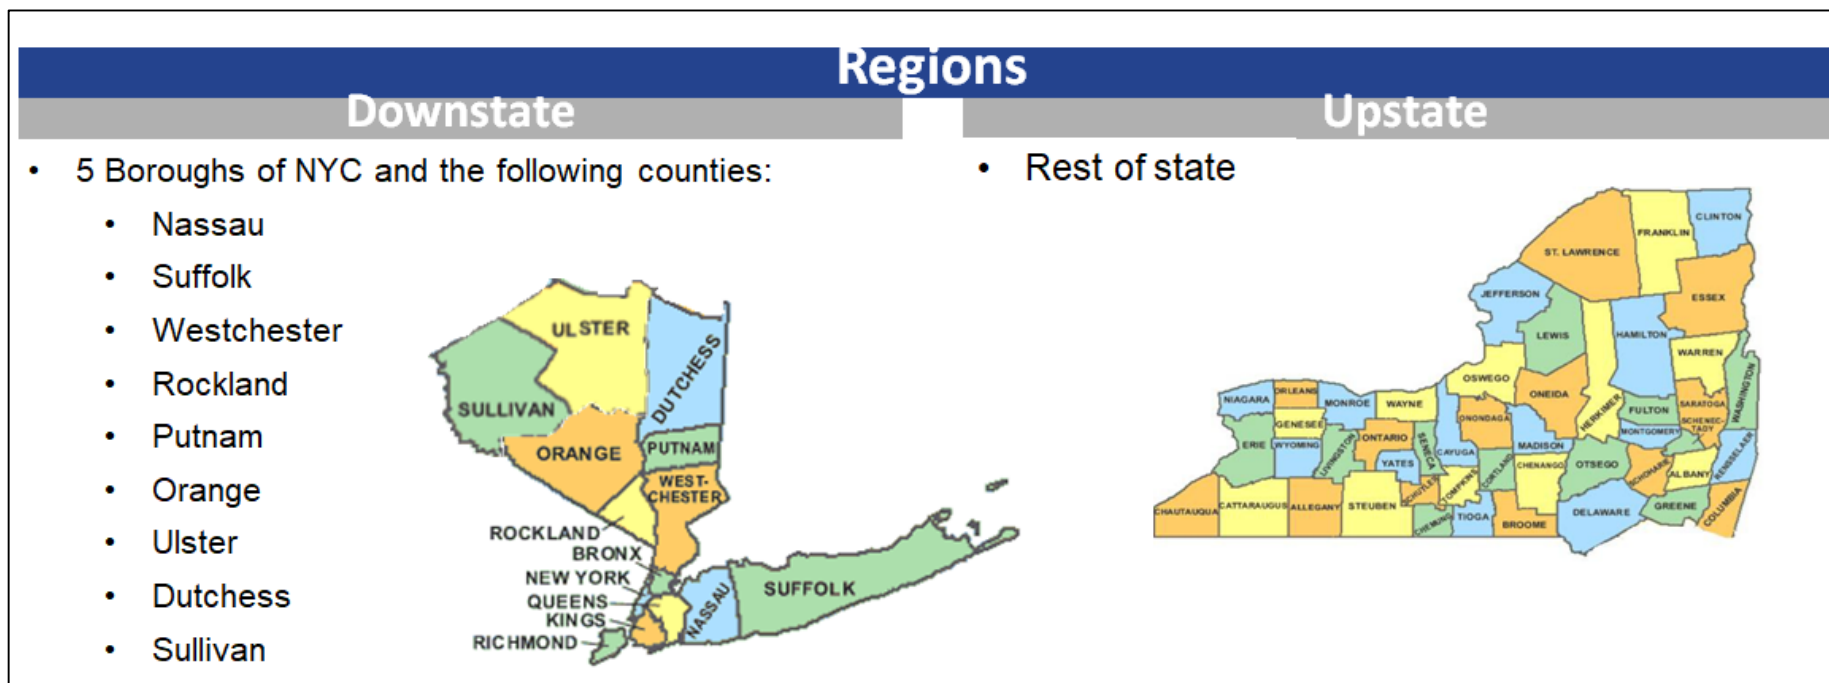 Regions
Downstate
Upstate
• 5 Boroughs of NYC and the following counties:
• Nassau
• Suffolk
• Westchester
• Rockland
• Putnam
• Orange
• Ulster
• Dutchess
• Sullivan
ULSTER
DUTCHESS
SULLIVAN
ORANGE
PUTNAM
WEST-
CHESTER
ROCKLAND
BRONX
NEW YORK
QUEENS
KINGS
RICHMOND
NASSAU
SUFFOLK
• Rest of state
CLINTON
FRANKLIN
ST. LAWRENCE
JEFFERSON
ESSEX
LEWIS
HAMILTON
WARREN
OSWEGO
ONEIDA
HERKIMER
WASHINGTON
NIAGARA
ORLEANS
MONROE
WAYNE
ONONDAGA
FULTON
SARATOGA
GENESEE
MONTGOMERY
SCHENEC-
TADY
ERIE
WYOMING
LIVINGSTON
ONTARIO
SENECA
CAYUGA
MADISON
RENSSELAER
YATES
CORTLAND
CHENANGO
OTSEGO
SCHOHARIE
ALBANY
CHAUTAUQUA
CATTARAUGUS
ALLEGANY
STEUBEN
TOMPKINS
CHEMUNG
TIOGA
BROOME
DELAWARE
GREENE
COLUMBIA